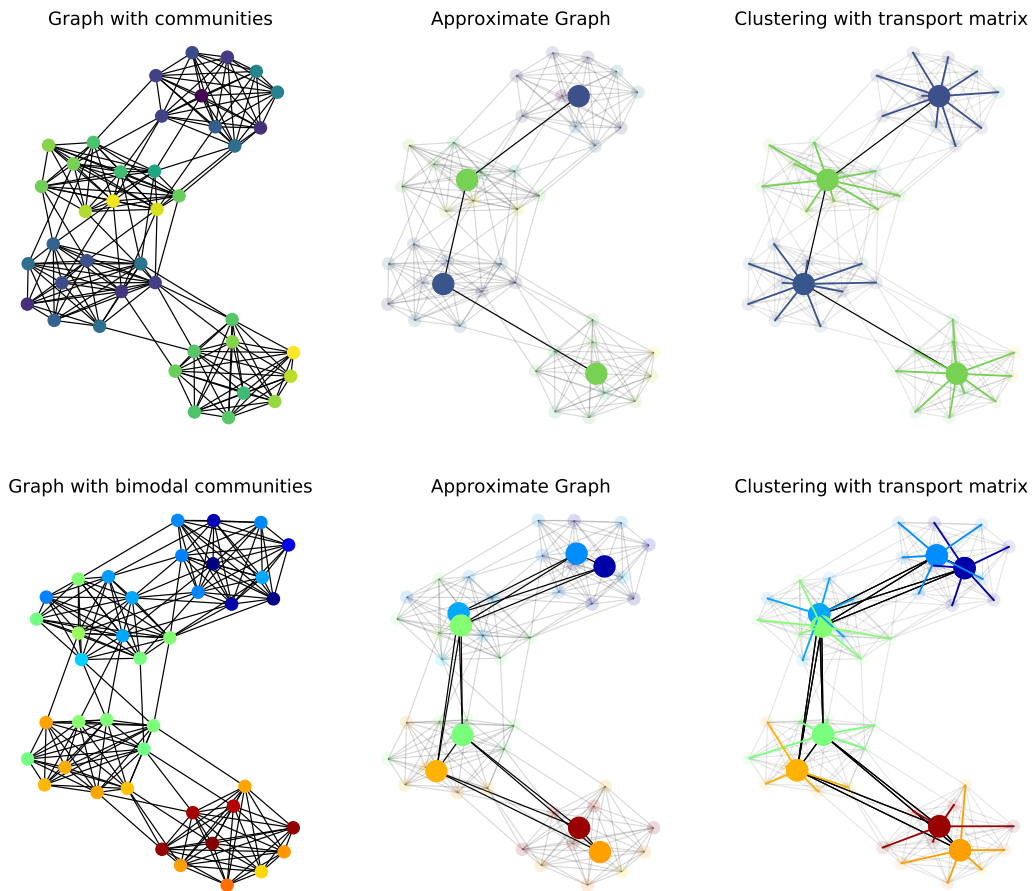 Graph with communities
Approximate Graph
Clustering with transport matrix
Graph with bimodal communities
Approximate Graph
Clustering with transport matrix